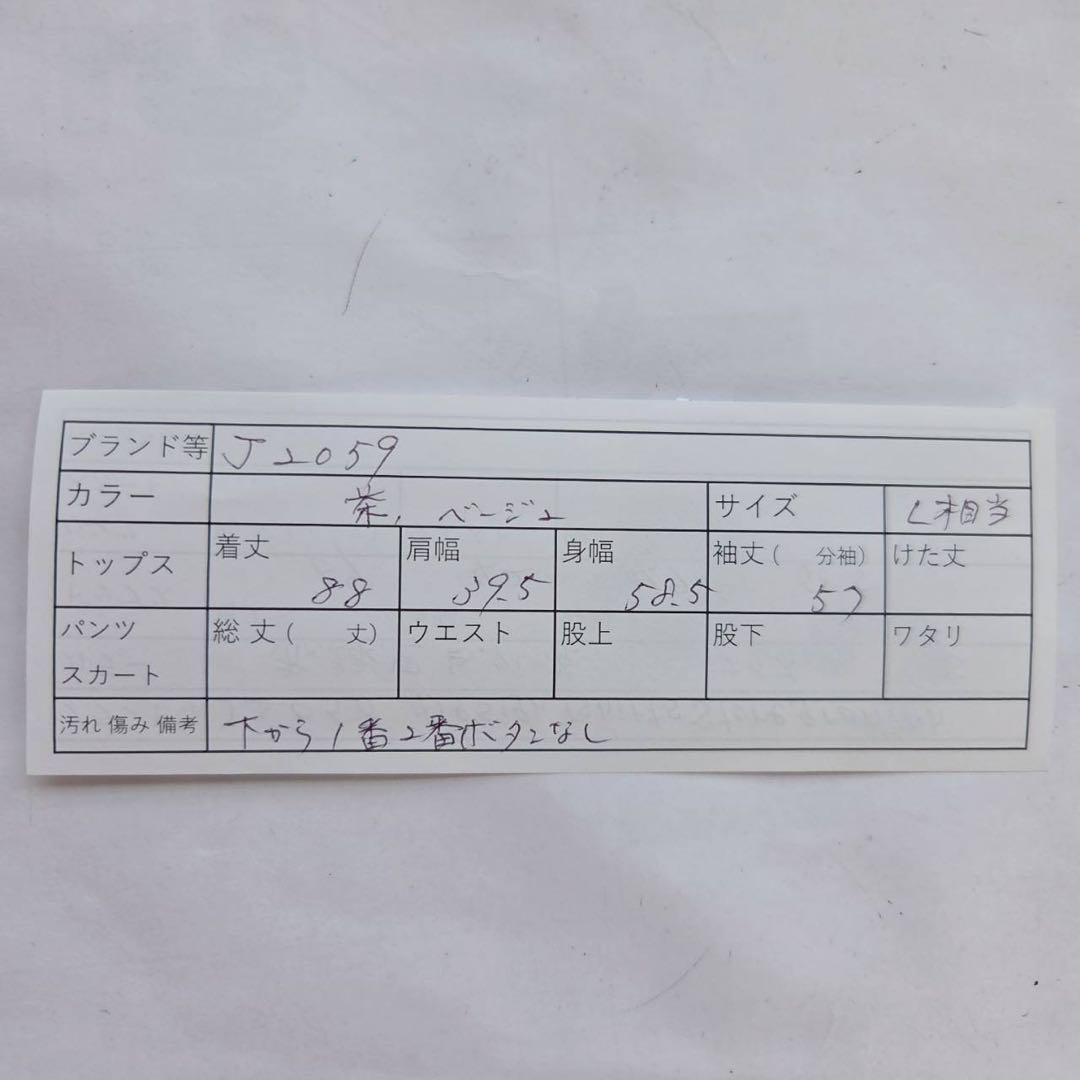 ブランド等 J2059
カラー 茶、ベージュ サイズ L相当
トップス 着丈 88 肩幅 39.5 身幅 58.5 袖丈( 分袖) 57 けた丈
パンツ スカート 総丈( 丈) ウエスト 股上 股下 ワタリ
汚れ 傷み 備考 下から1番2番ボタンなし